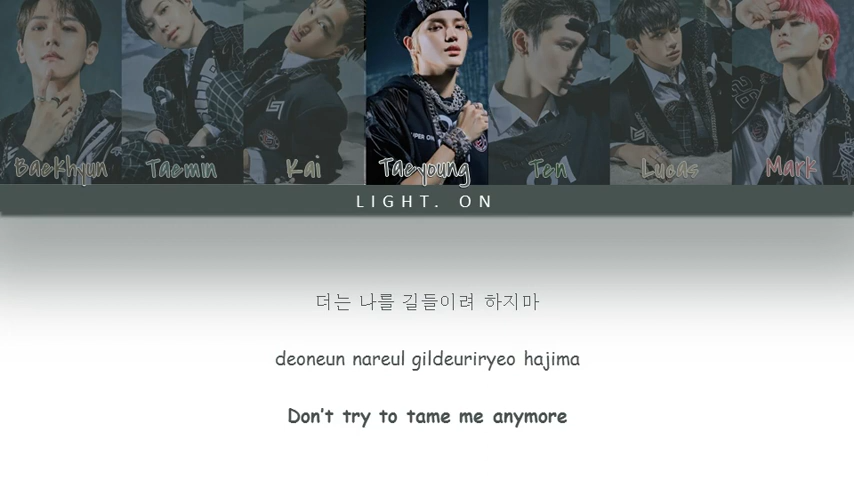 Baekhyun Taemin Kai Taeyoung Ten Lucas Mark
LIGHT. ON
더는 나를 길들이려 하지마
deoneun nareul gildeuriryeo hajima
Don't try to tame me anymore